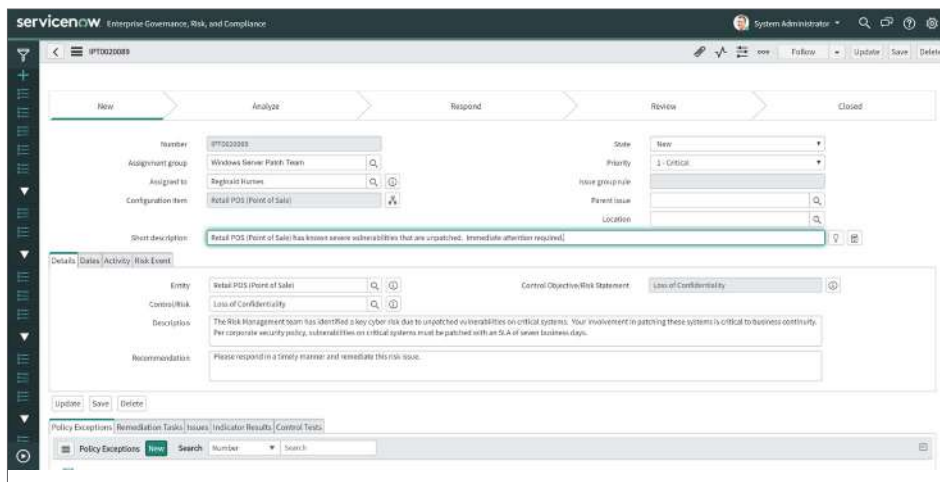 servicenow Enterprise Governance, Risk, and Compliance
System Administrator
IPT0020089
Follow Update Save Delete
New Analyze Respond Review Closed
Number IPT0020089 State New
Assignment group Windows Server Patch Team Priority 1 - Critical
Assigned to Reginald Humes Issue group rule
Configuration item Retail POS (Point of Sale) Parent issue
Location
Short description Retail POS (Point of Sale) has known severe vulnerabilities that are unpatched. Immediate attention required.
Details Dates Activity Risk Event
Entity Retail POS (Point of Sale) Control Objective/Risk Statement Loss of Confidentiality
Control/Risk Loss of Confidentiality
Description The Risk Management team has identified a key cyber risk due to unpatched vulnerabilities on critical systems. Your involvement in patching these systems is critical to business continuity.
Per corporate security policy, vulnerabilities on critical systems must be patched with an SLA of seven business days.
Recommendation Please respond in a timely manner and remediate this risk issue.
Update Save Delete
Policy Exceptions Remediation Tasks Issues Indicator Results Control Tests
Policy Exceptions New Search Number Search